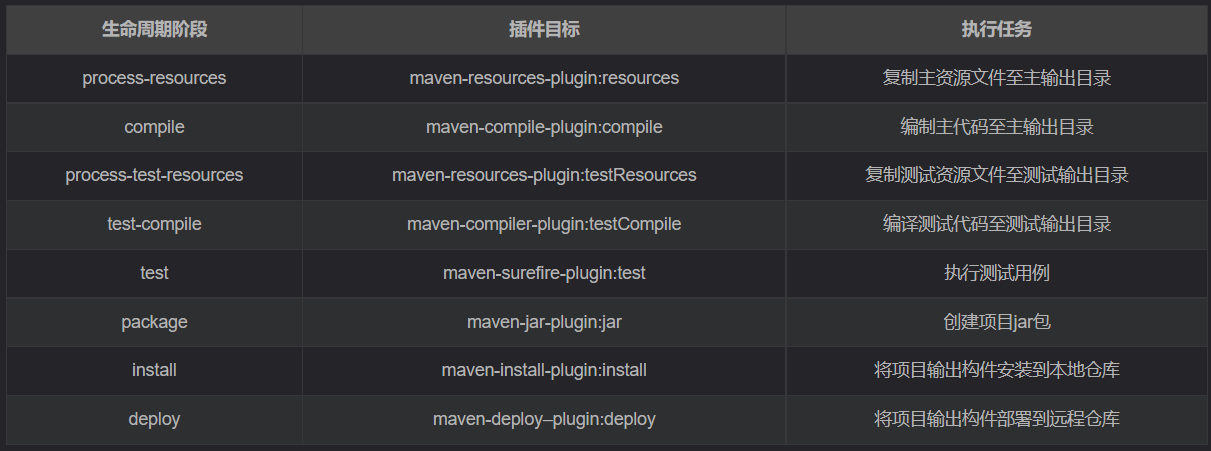 生命周期阶段 插件目标 执行任务
process-resources maven-resources-plugin:resources 复制主资源文件至主输出目录
compile maven-compile-plugin:compile 编制主代码至主输出目录
process-test-resources maven-resources-plugin:testResources 复制测试资源文件至测试输出目录
test-compile maven-compiler-plugin:testCompile 编译测试代码至测试输出目录
test maven-surefire-plugin:test 执行测试用例
package maven-jar-plugin:jar 创建项目jar包
install maven-install-plugin:install 将项目输出构件安装到本地仓库
deploy maven-deploy–plugin:deploy 将项目输出构件部署到远程仓库